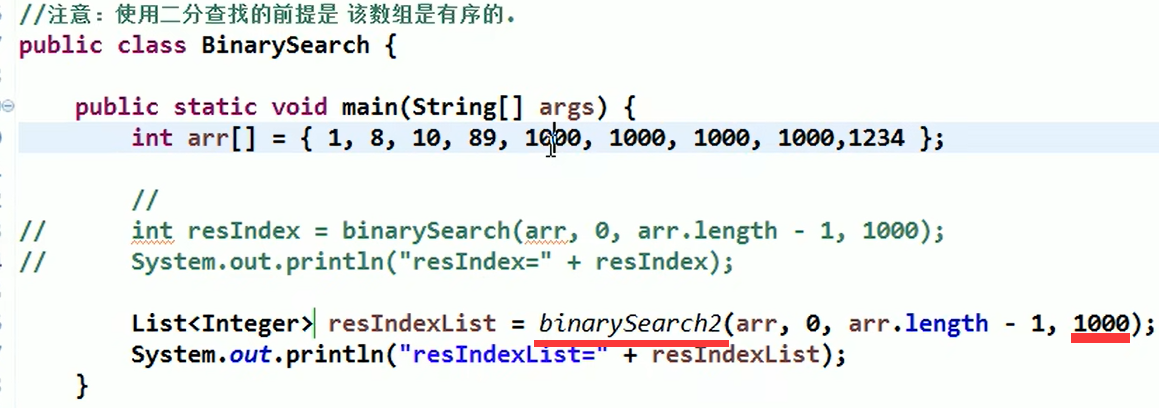 //注意：使用二分查找的前提是 该数组是有序的.
public class BinarySearch {
public static void main(String[] args) {
int arr[] = { 1, 8, 10, 89, 1000, 1000, 1000, 1000,1234 };
//
// int resIndex = binarySearch(arr, 0, arr.length - 1, 1000);
// System.out.println("resIndex=" + resIndex);
List<Integer> resIndexList = binarySearch2(arr, 0, arr.length - 1, 1000);
System.out.println("resIndexList=" + resIndexList);
}